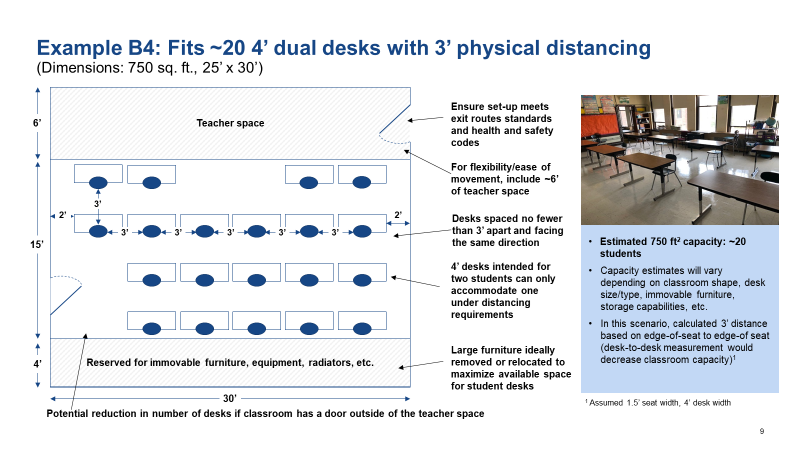 Example B4: Fits ~20 4’ dual desks with 3’ physical distancing
(Dimensions: 750 sq. ft., 25’ x 30’)
6’
Teacher space
3’
2’
2’
3’
3’
3’
3’
3’
15’
4’
Reserved for immovable furniture, equipment, radiators, etc.
30’
Potential reduction in number of desks if classroom has a door outside of the teacher space
Ensure set-up meets
exit routes standards
and health and safety
codes
For flexibility/ease of
movement, include ~6’
of teacher space
Desks spaced no fewer
than 3’ apart and facing
the same direction
4’ desks intended for
two students can only
accommodate one
under distancing
requirements
Large furniture ideally
removed or relocated to
maximize available space
for student desks
• Estimated 750 ft² capacity: ~20
students
• Capacity estimates will vary
depending on classroom shape, desk
size/type, immovable furniture,
storage capabilities, etc.
• In this scenario, calculated 3’ distance
based on edge-of-seat to edge-of seat
(desk-to-desk measurement would
decrease classroom capacity)¹
¹ Assumed 1.5’ seat width, 4’ desk width
9